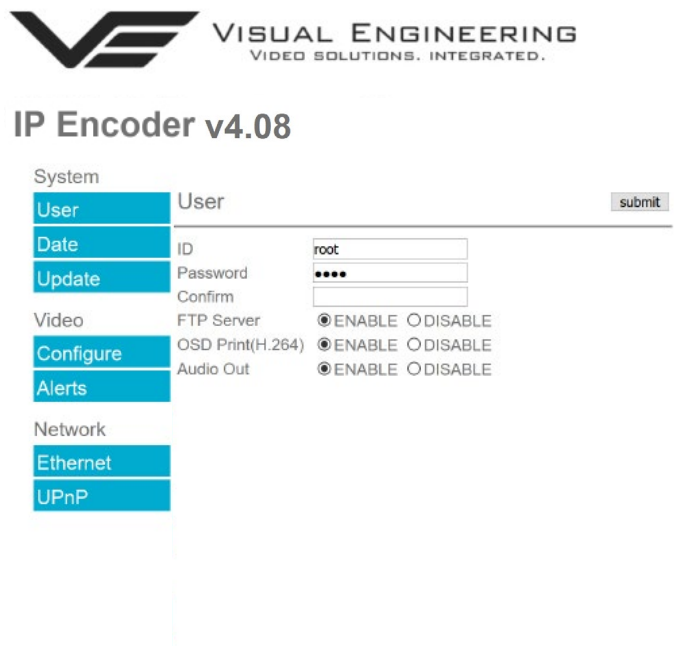 VISUAL ENGINEERING
VIDEO SOLUTIONS. INTEGRATED.
IP Encoder v4.08
System
User
Date
Update
Video
Configure
Alerts
Network
Ethernet
UPnP
User submit
ID root
Password ••••
Confirm
FTP Server ENABLE DISABLE
OSD Print(H.264) ENABLE DISABLE
Audio Out ENABLE DISABLE